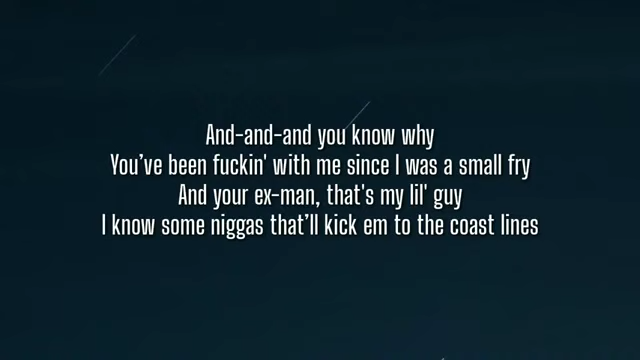 And-and-and you know why
You've been fuckin' with me since I was a small fry
And your ex-man, that's my lil' guy
I know some niggas that'll kick em to the coast lines